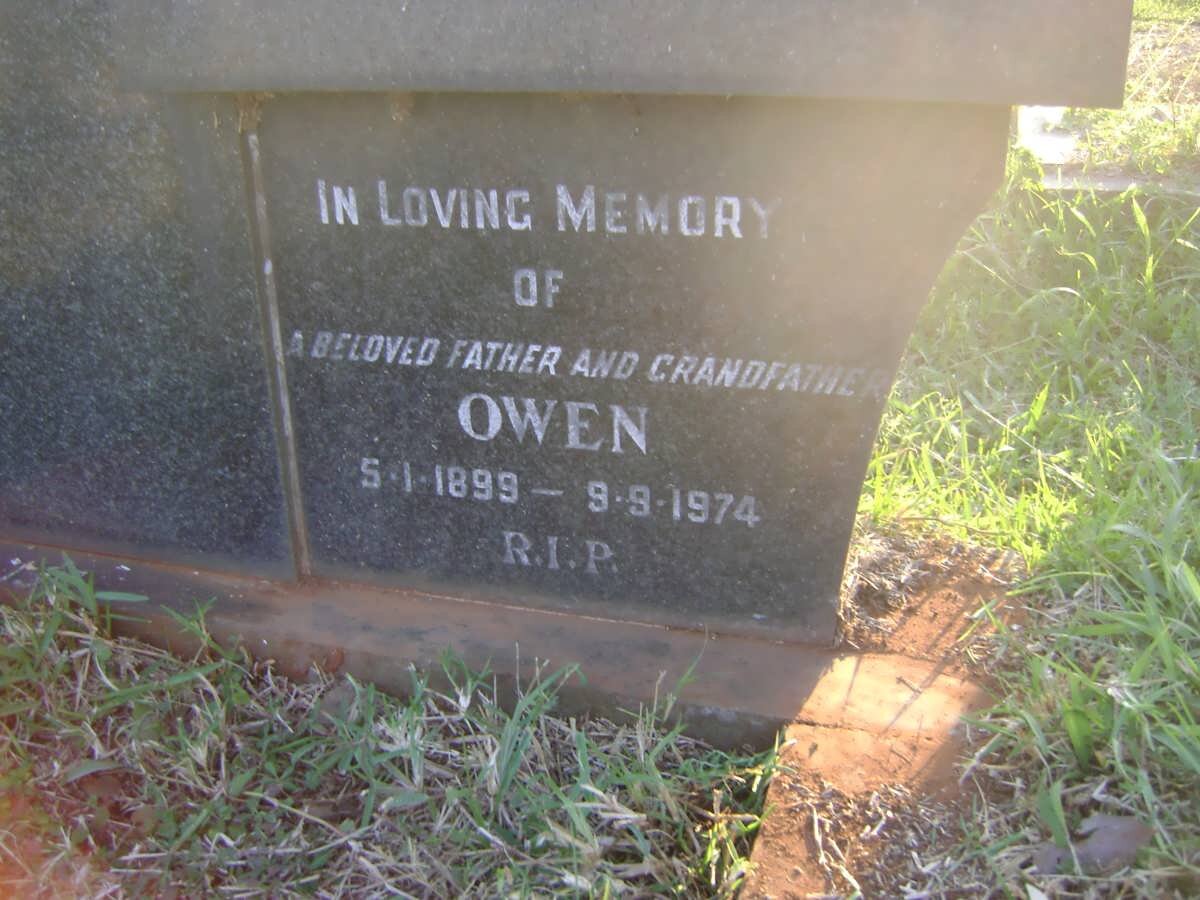 IN LOVING MEMORY
OF
A BELOVED FATHER AND GRANDFATHER
OWEN
5·1·1899 — 9·9·1974
R.I.P.